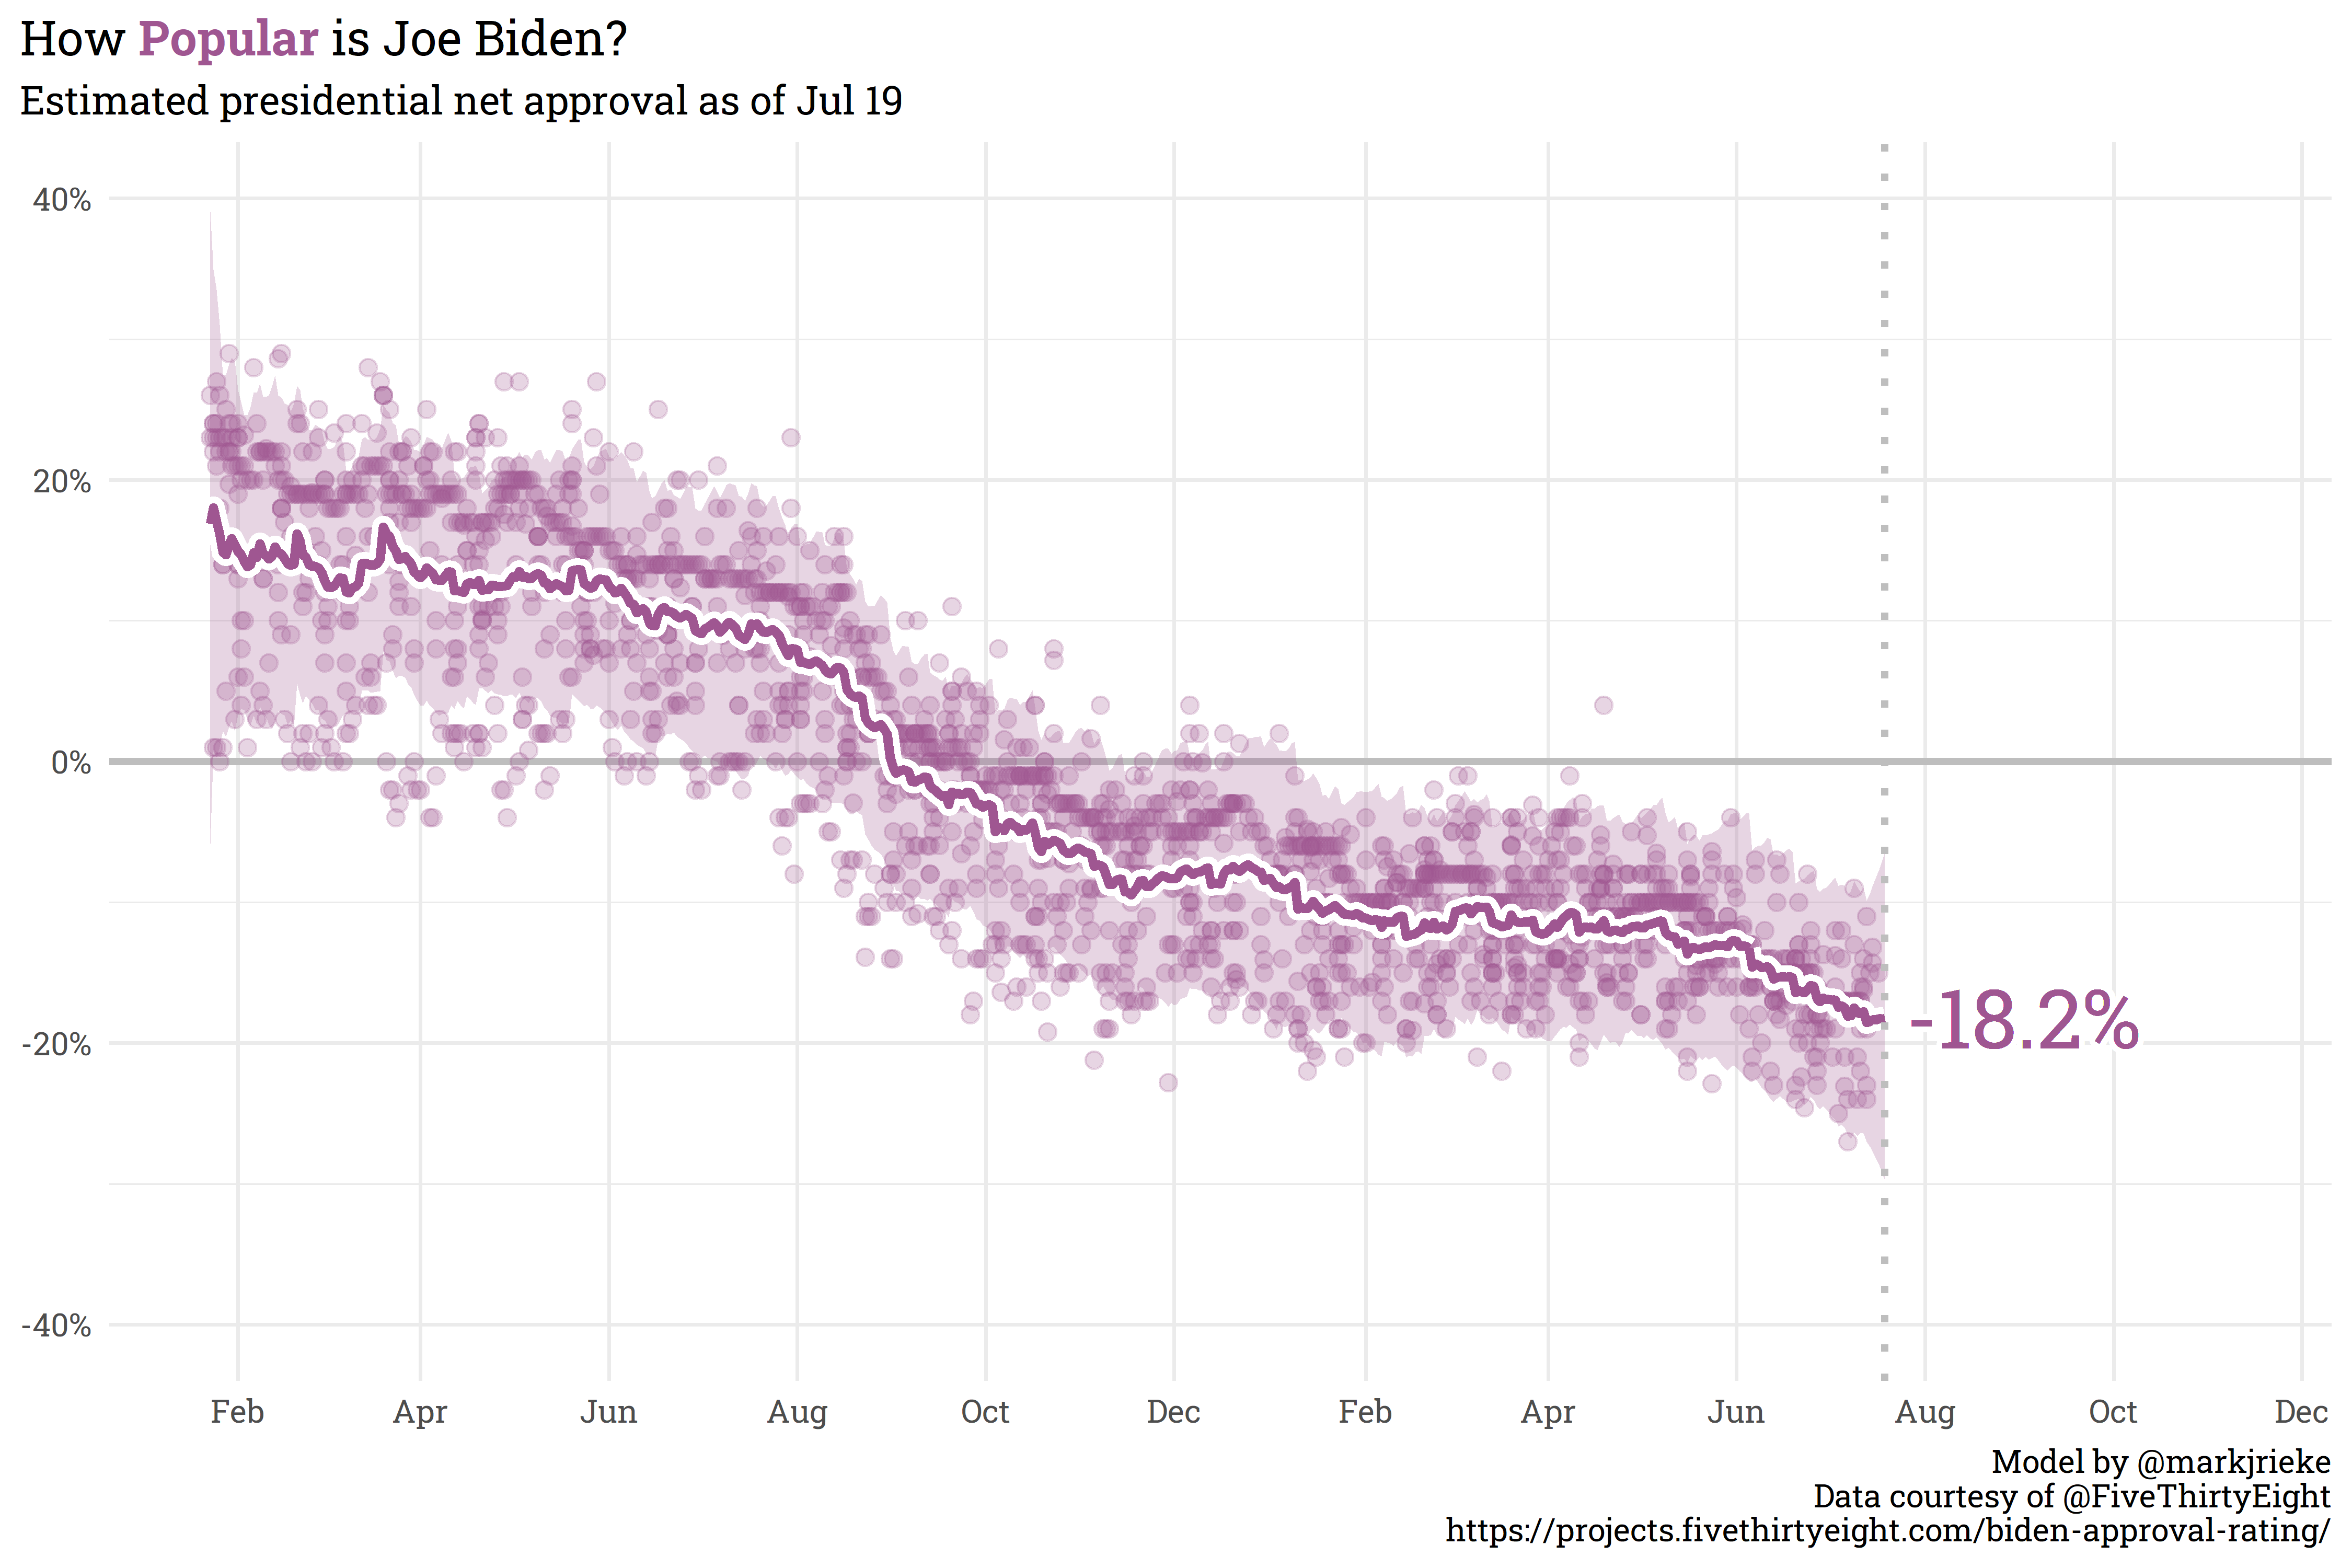 How Popular is Joe Biden?
Estimated presidential net approval as of Jul 19
40%
20%
0%
-20%
-40%
-18.2%
Feb Apr Jun Aug Oct Dec Feb Apr Jun Aug Oct Dec
Model by @markjrieke
Data courtesy of @FiveThirtyEight
https://projects.fivethirtyeight.com/biden-approval-rating/